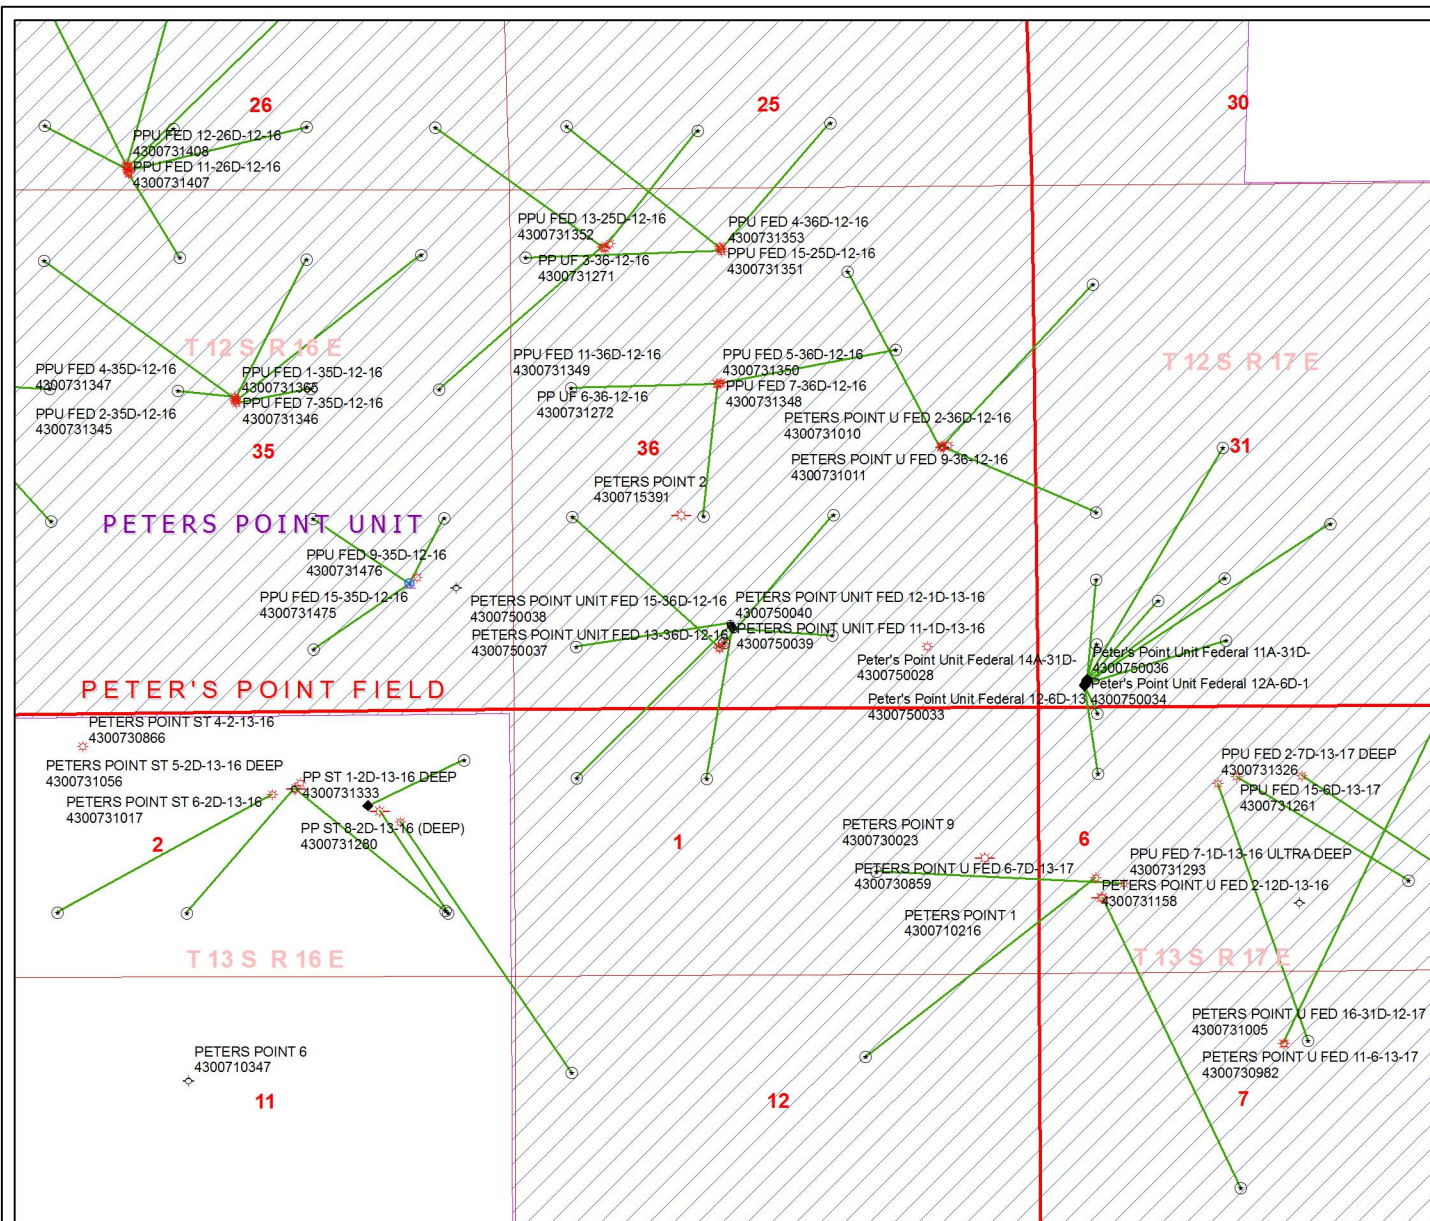 26
25
30
PPU FED 12-26D-12-16
4300731408
PPU FED 11-26D-12-16
4300731407
PPU FED 13-25D-12-16
4300731352
PP UF 3-36-12-16
4300731271
PPU FED 4-36D-12-16
4300731353
PPU FED 15-25D-12-16
4300731351
T 12 S R 16 E
T 12 S R 17 E
PPU FED 4-35D-12-16
4300731347
PPU FED 2-35D-12-16
4300731345
PPU FED 1-35D-12-16
4300731365
PPU FED 7-35D-12-16
4300731346
PPU FED 11-36D-12-16
4300731349
PP UF 6-36-12-16
4300731272
PPU FED 5-36D-12-16
4300731350
PPU FED 7-36D-12-16
4300731348
PETERS POINT U FED 2-36D-12-16
4300731010
PETERS POINT U FED 9-36-12-16
4300731011
35
36
31
PETERS POINT 2
4300715391
PETERS POINT UNIT
PPU FED 9-35D-12-16
4300731476
PPU FED 15-35D-12-16
4300731475
PETERS POINT UNIT FED 15-36D-12-16
4300750038
PETERS POINT UNIT FED 13-36D-12-16
4300750037
PETERS POINT UNIT FED 12-1D-13-16
4300750040
PETERS POINT UNIT FED 11-1D-13-16
4300750039
Peter's Point Unit Federal 14A-31D-
4300750028
Peter's Point Unit Federal 12-6D-13
4300750033
Peter's Point Unit Federal 11A-31D-
4300750036
Peter's Point Unit Federal 12A-6D-1
4300750034
PETER'S POINT FIELD
PETERS POINT ST 4-2-13-16
4300730866
PETERS POINT ST 5-2D-13-16 DEEP
4300731056
PETERS POINT ST 6-2D-13-16
4300731017
PP ST 1-2D-13-16 DEEP
4300731333
PP ST 8-2D-13-16 (DEEP)
4300731280
2
1
6
PPU FED 2-7D-13-17 DEEP
4300731326
PPU FED 15-6D-13-17
4300731261
PETERS POINT 9
4300730023
PETERS POINT U FED 6-7D-13-17
4300730859
PPU FED 7-1D-13-16 ULTRA DEEP
4300731293
PETERS POINT U FED 2-12D-13-16
4300731158
PETERS POINT 1
4300710216
T 13 S R 16 E
T 13 S R 17 E
PETERS POINT U FED 16-31D-12-17
4300731005
PETERS POINT U FED 11-6-13-17
4300730982
PETERS POINT 6
4300710347
11
12
7